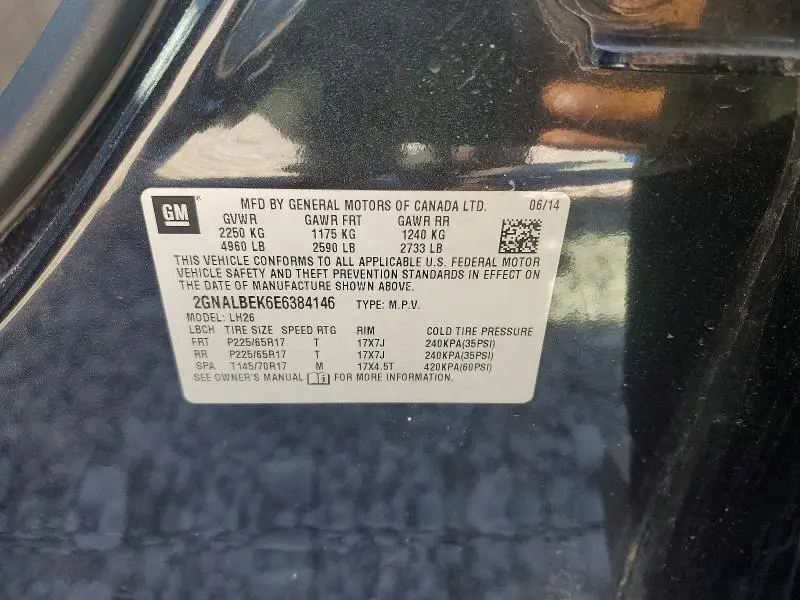 GM MFD BY GENERAL MOTORS OF CANADA LTD. 06/14
GVWR GAWR FRT GAWR RR
2250 KG 1175 KG 1240 KG
4960 LB 2590 LB 2733 LB
THIS VEHICLE CONFORMS TO ALL APPLICABLE U.S. FEDERAL MOTOR
VEHICLE SAFETY AND THEFT PREVENTION STANDARDS IN EFFECT ON
THE DATE OF MANUFACTURE SHOWN ABOVE.
2GNALBEK6E6384146 TYPE: M.P.V.
MODEL: LH26
LBCH TIRE SIZE SPEED RTG RIM COLD TIRE PRESSURE
FRT P225/65R17 T 17X7J 240KPA(35PSI)
RR P225/65R17 T 17X7J 240KPA(35PSI)
SPA T145/70R17 M 17X4.5T 420KPA(60PSI)
SEE OWNER'S MANUAL FOR MORE INFORMATION.